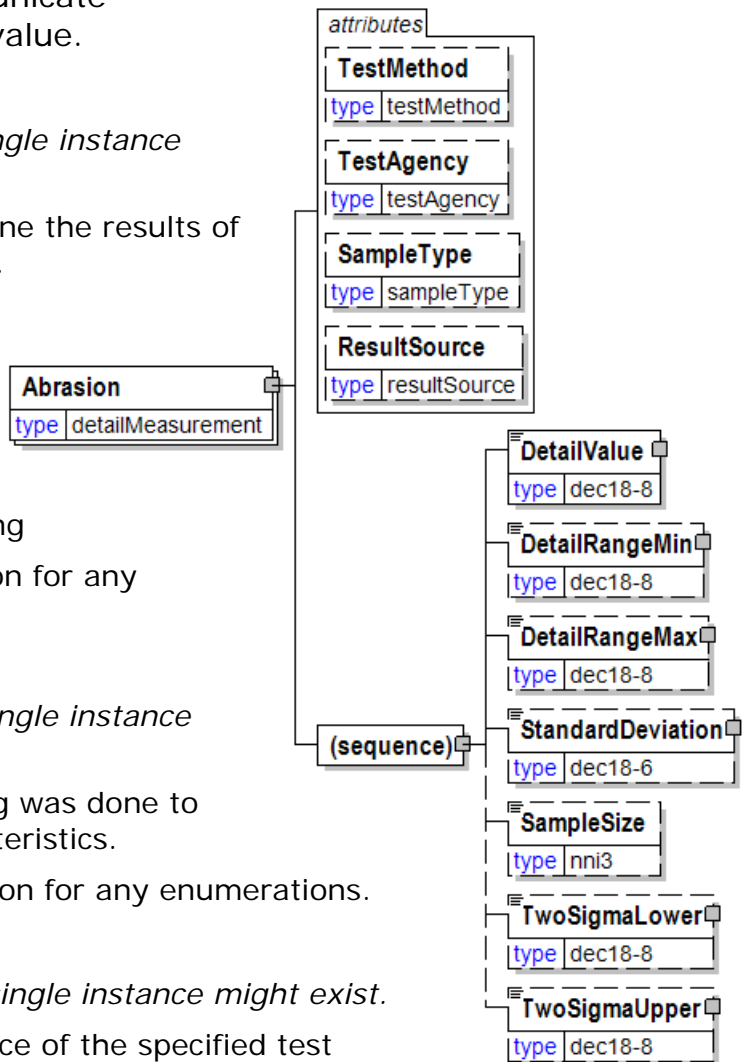 unicate
value.
ngle instance
ne the results of
.
ng
on for any
ngle instance
g was done to
teristics.
on for any enumerations.
single instance might exist.
ce of the specified test
attributes
TestMethod
type testMethod
TestAgency
type testAgency
SampleType
type sampleType
ResultSource
type resultSource
Abrasion
type detailMeasurement
(sequence)
DetailValue
type dec18-8
DetailRangeMin
type dec18-8
DetailRangeMax
type dec18-8
StandardDeviation
type dec18-6
SampleSize
type nni3
TwoSigmaLower
type dec18-8
TwoSigmaUpper
type dec18-8